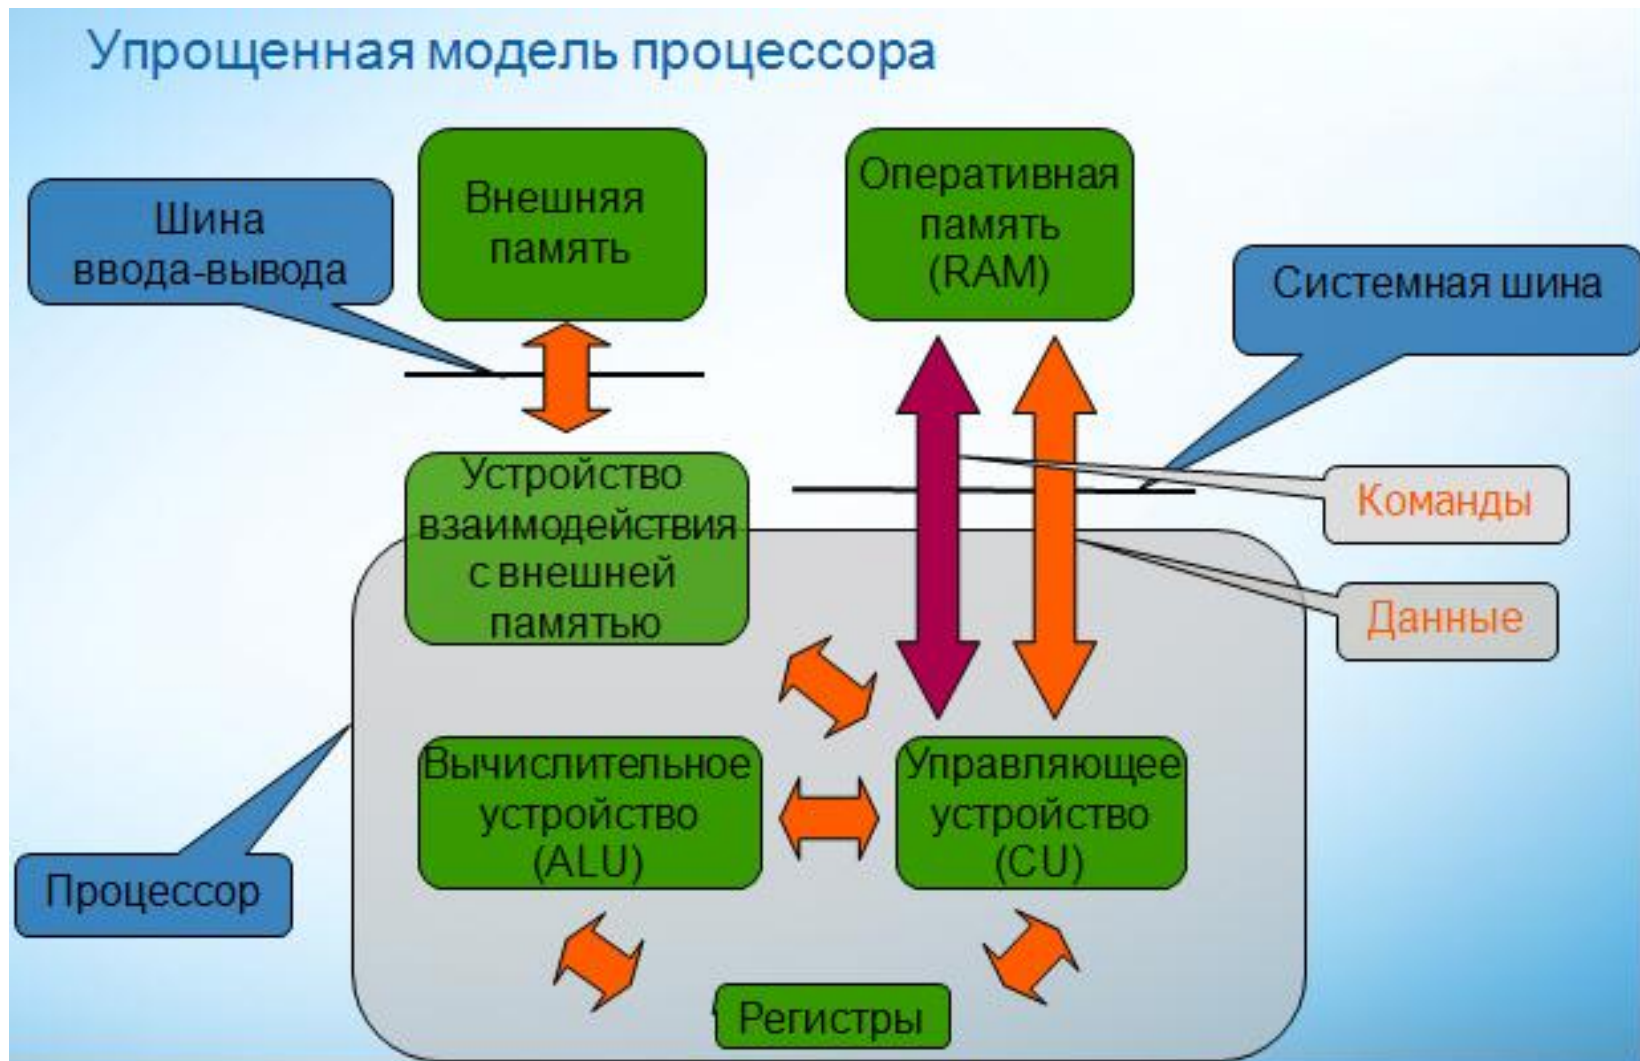 Упрощенная модель процессора
Внешняя
память
Оперативная
память
(RAM)
Шина
ввода-вывода
Системная шина
Устройство
взаимодействия
с внешней
памятью
Команды
Данные
Вычислительное
устройство
(ALU)
Управляющее
устройство
(CU)
Процессор
Регистры